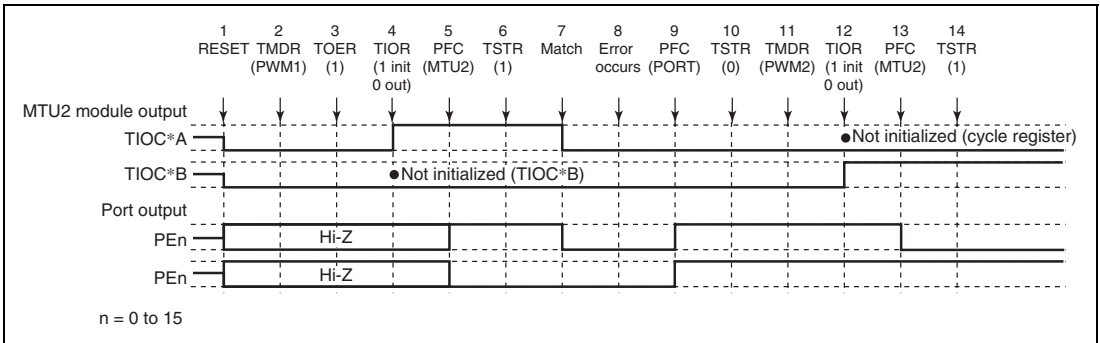 1 2 3 4 5 6 7 8 9 10 11 12 13 14
RESET TMDR TOER TIOR PFC TSTR Match Error PFC TSTR TMDR TIOR PFC TSTR
(PWM1) (1) (1 init (MTU2) (1) occurs (PORT) (0) (PWM2) (1 init (MTU2) (1)
0 out) 0 out)
MTU2 module output
TIOC*A ●Not initialized (cycle register)
TIOC*B ●Not initialized (TIOC*B)
Port output
PEn Hi-Z
PEn Hi-Z
n = 0 to 15